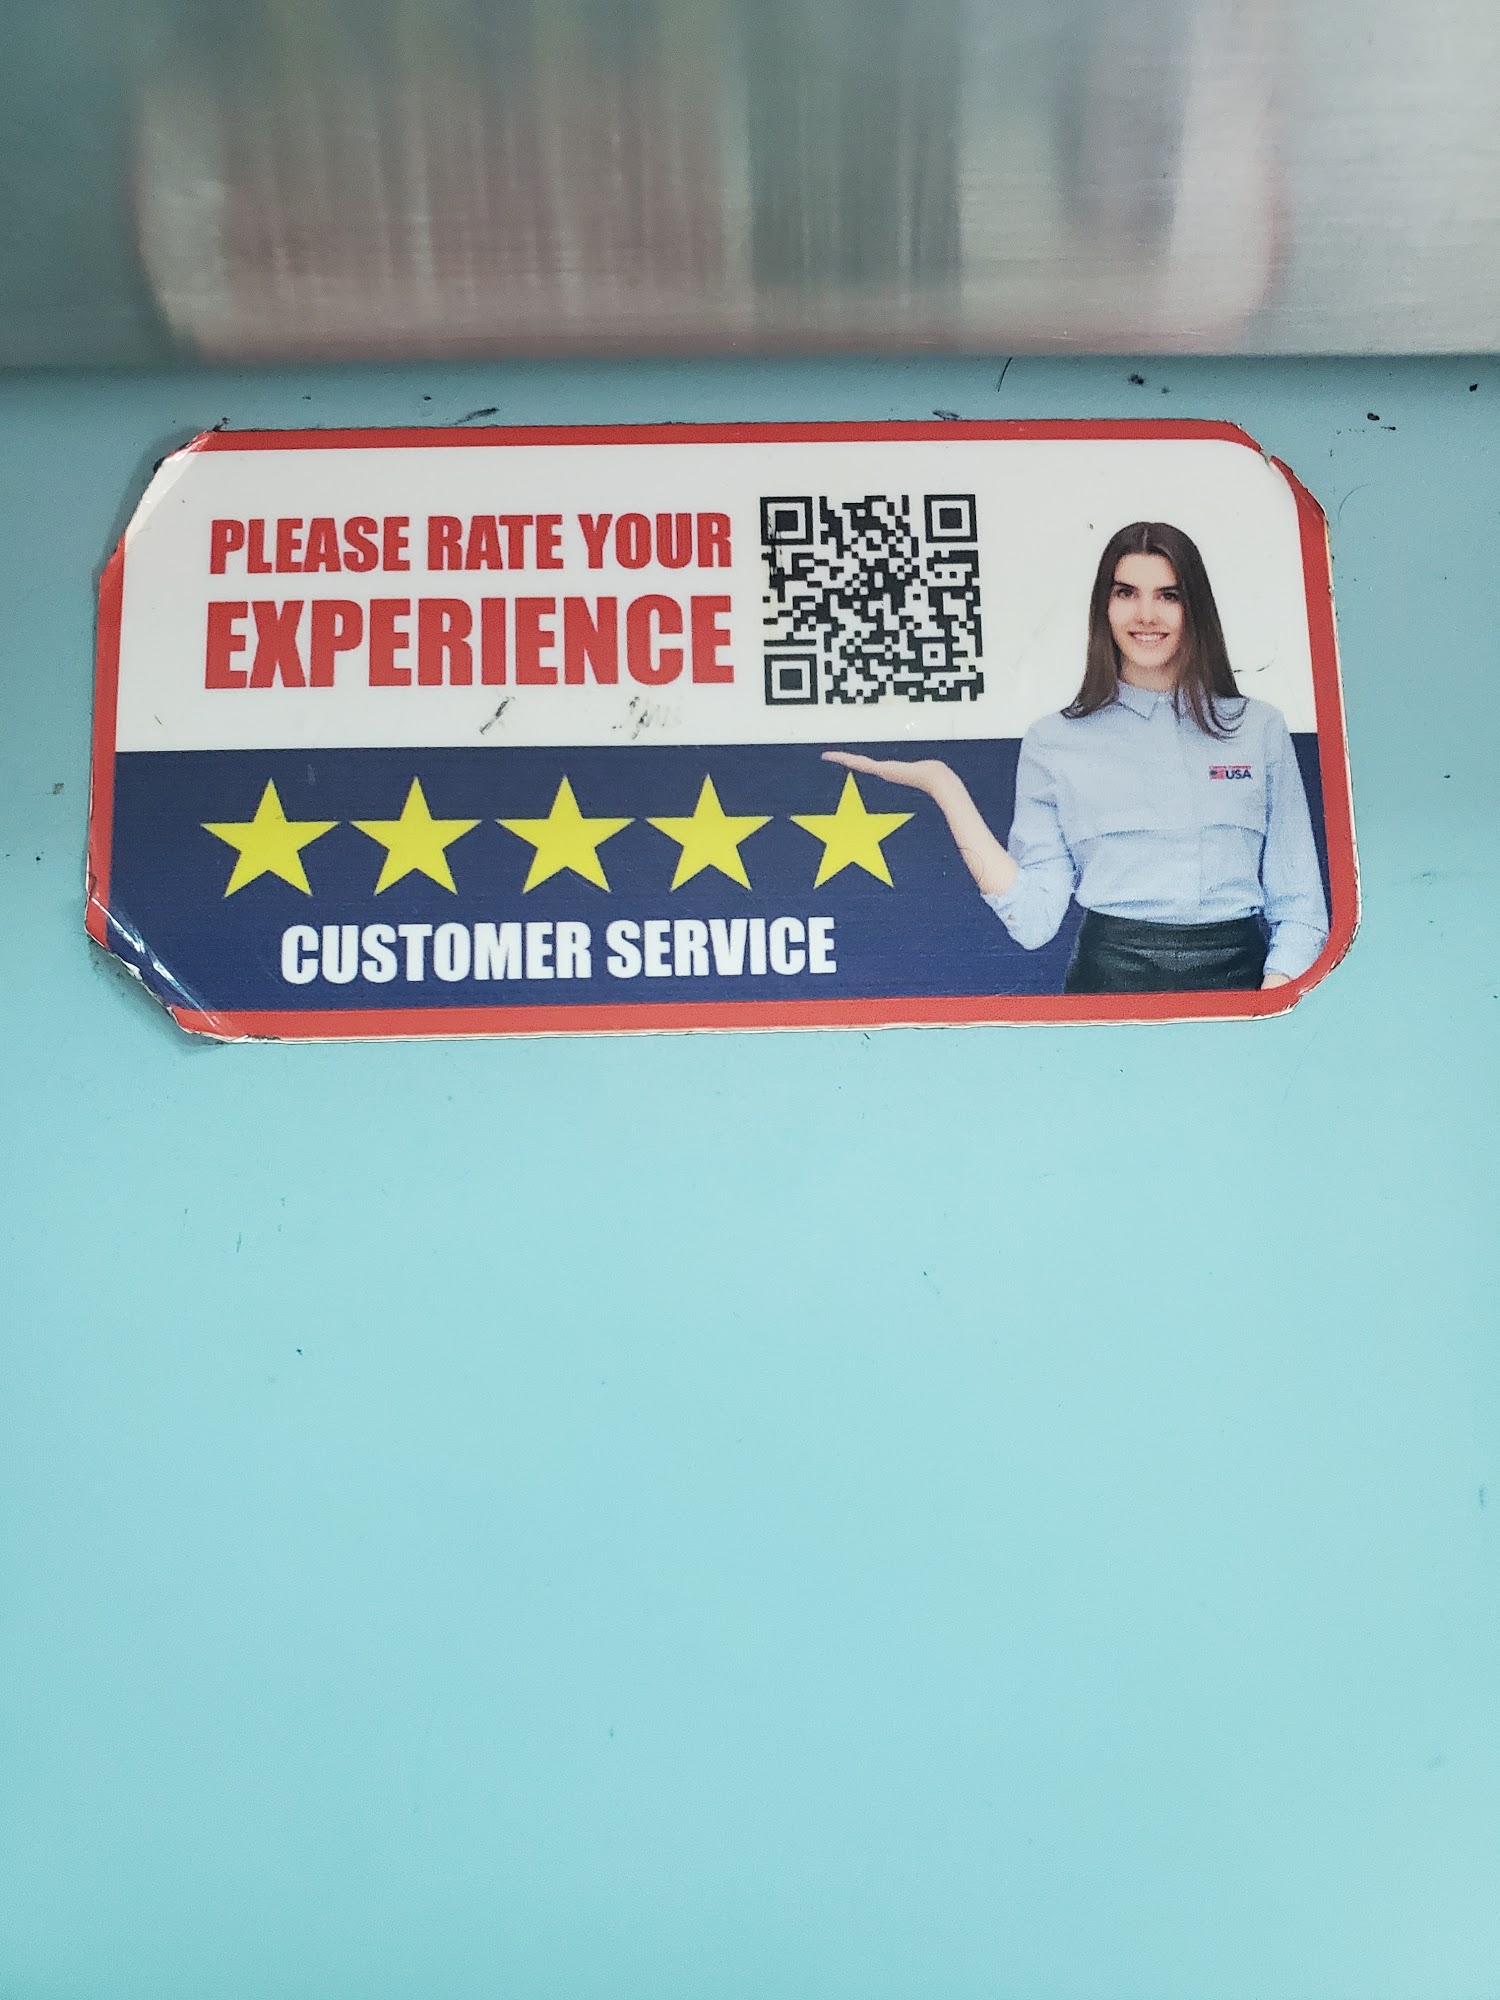 PLEASE RATE YOUR
EXPERIENCE
CUSTOMER SERVICE
USA